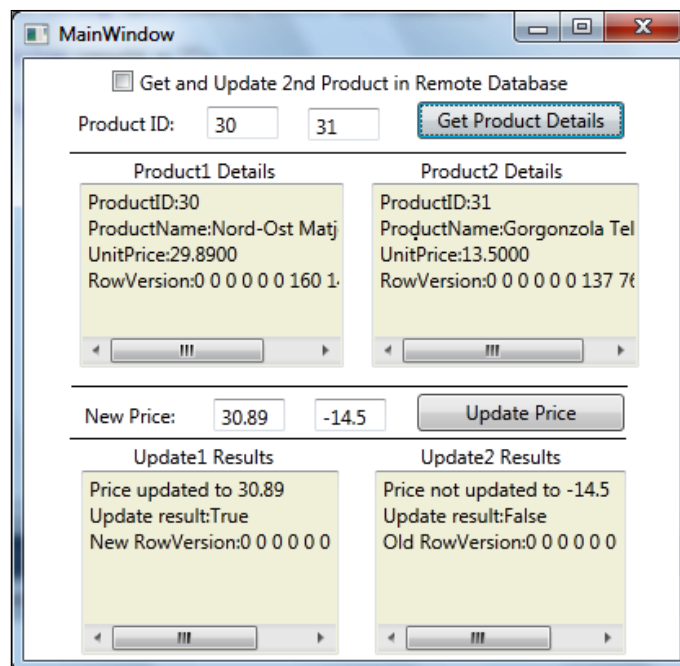 MainWindow
Get and Update 2nd Product in Remote Database
Product ID: 30 31 Get Product Details
Product1 Details Product2 Details
ProductID:30
ProductName:Nord-Ost Matj
UnitPrice:29.8900
RowVersion:0 0 0 0 0 0 160 1
ProductID:31
ProductName:Gorgonzola Tel
UnitPrice:13.5000
RowVersion:0 0 0 0 0 0 137 76
New Price: 30.89 -14.5 Update Price
Update1 Results Update2 Results
Price updated to 30.89
Update result:True
New RowVersion:0 0 0 0 0 0
Price not updated to -14.5
Update result:False
Old RowVersion:0 0 0 0 0 0